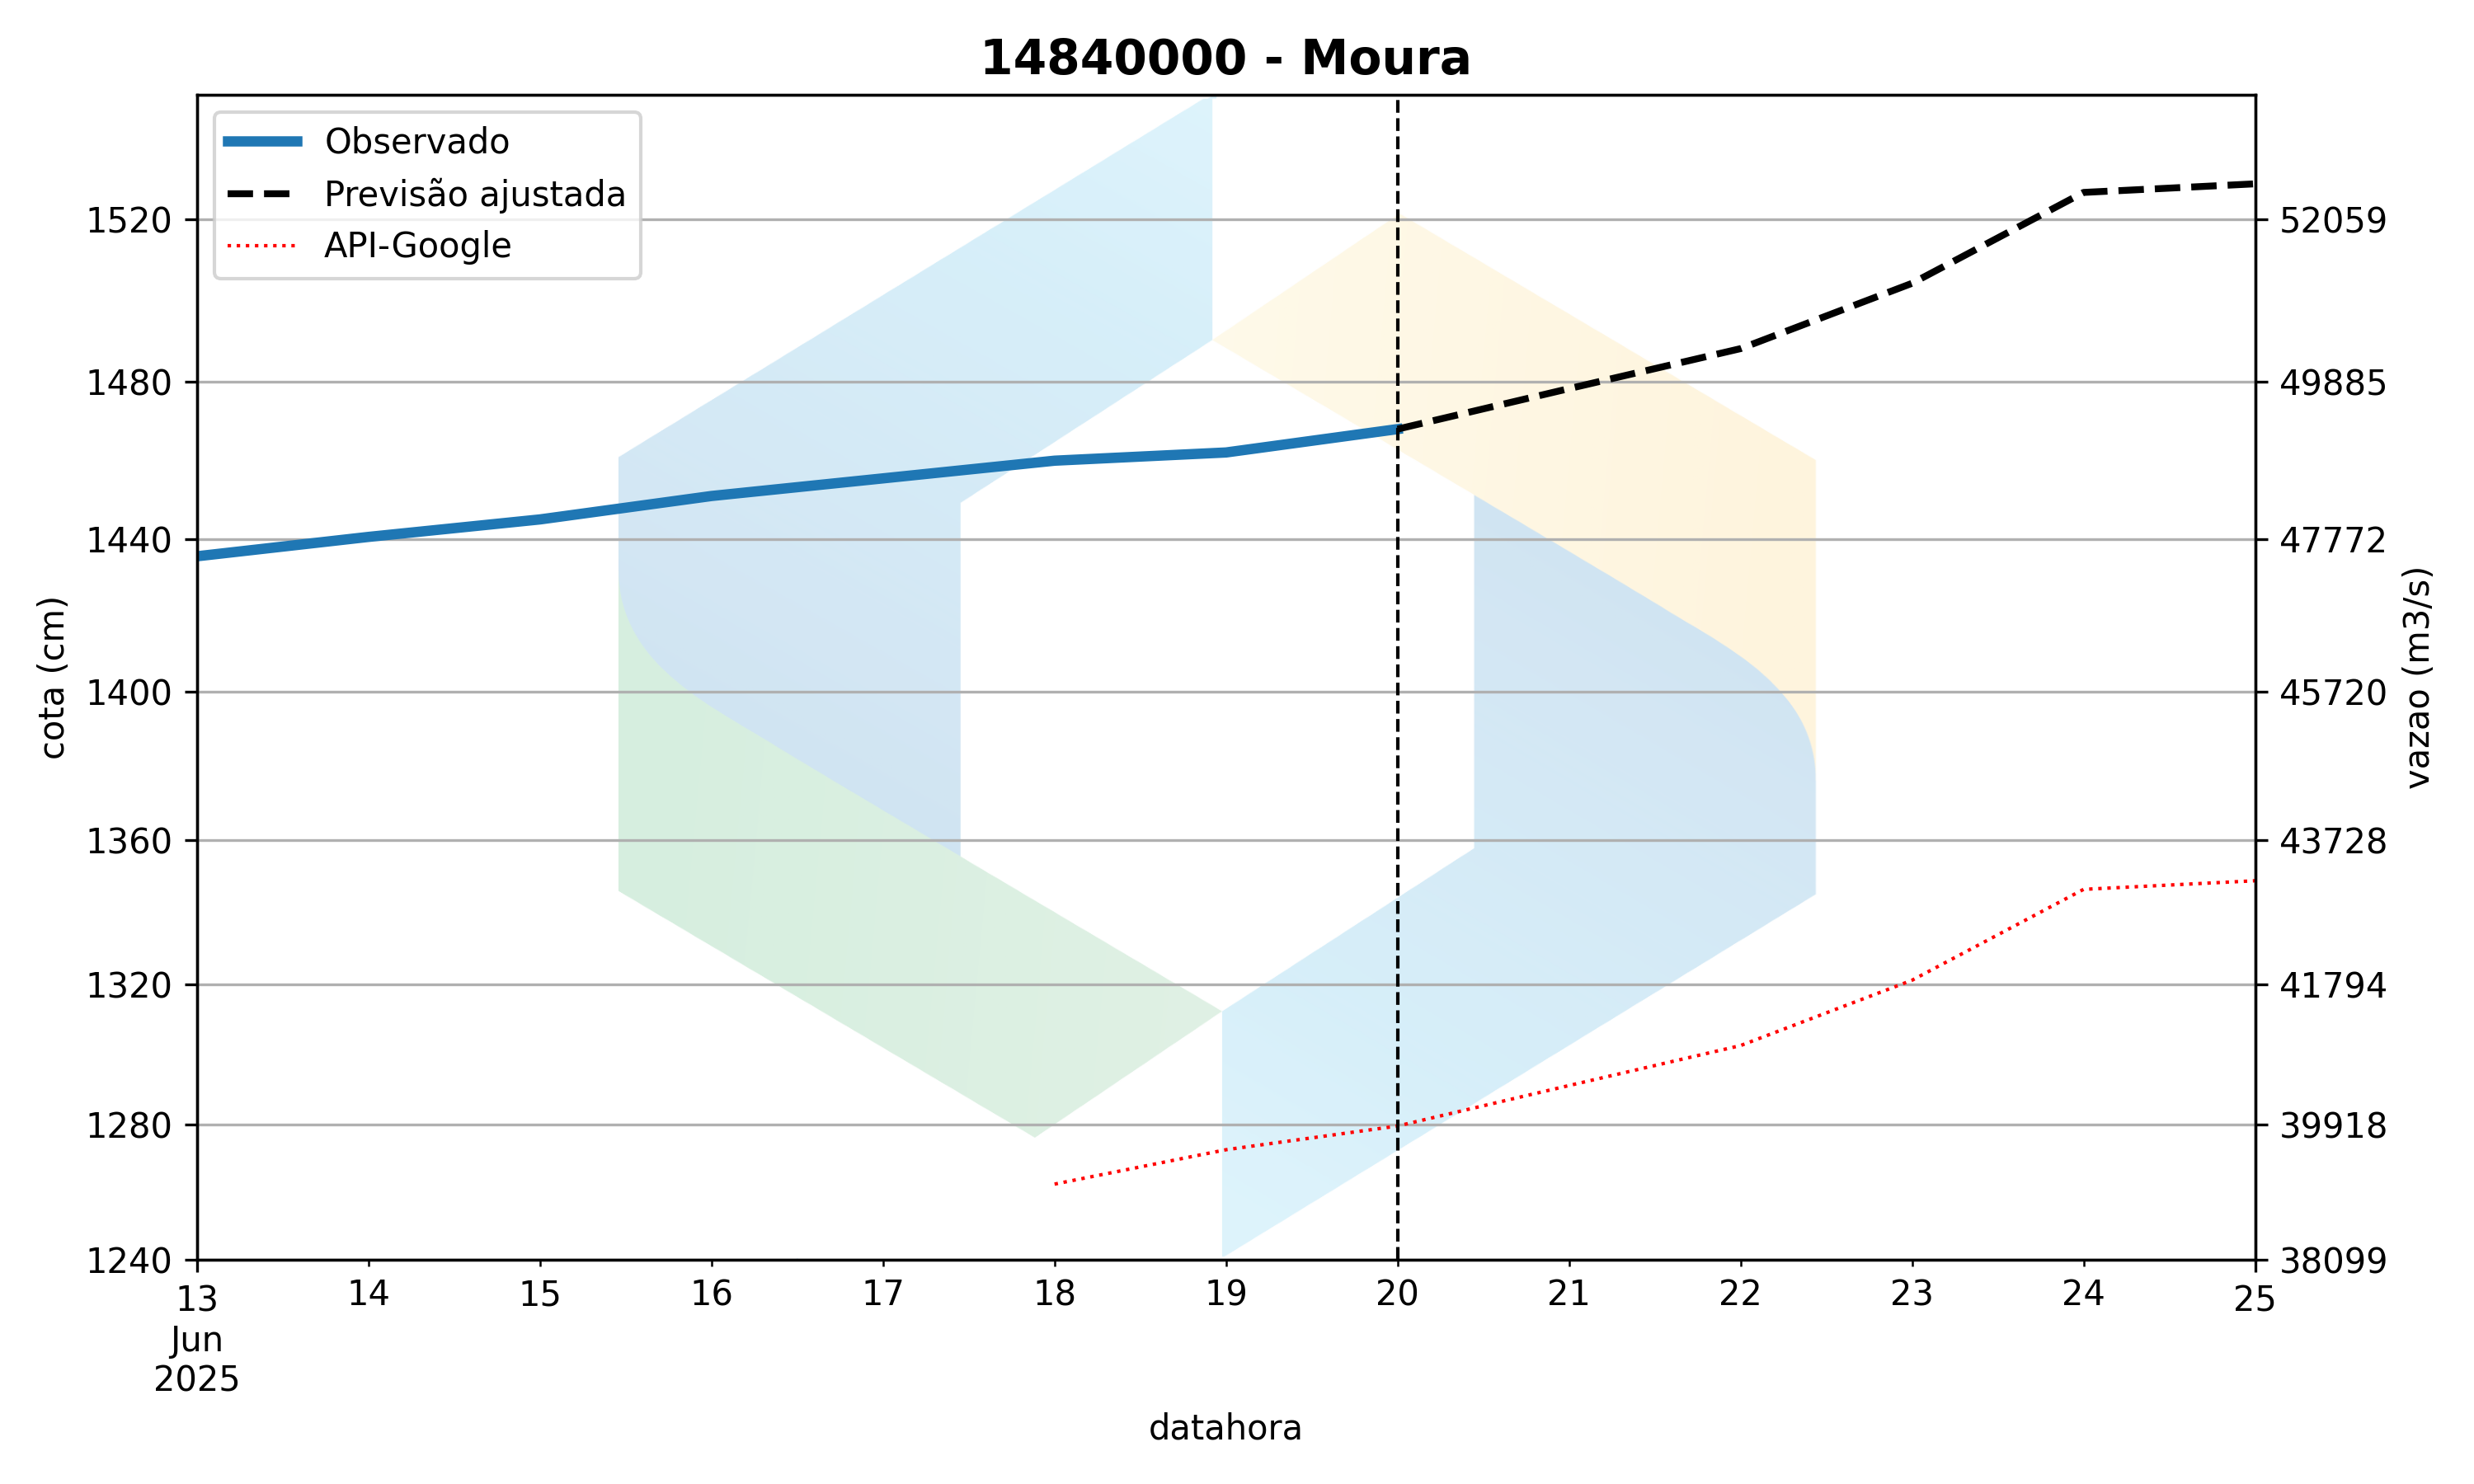 14840000 - Moura
Observado
Previsão ajustada
API-Google
1520
1480
1440
1400
1360
1320
1280
1240
cota (cm)
52059
49885
47772
45720
43728
41794
39918
38099
vazao (m3/s)
13 14 15 16 17 18 19 20 21 22 23 24 25
Jun
2025
datahora